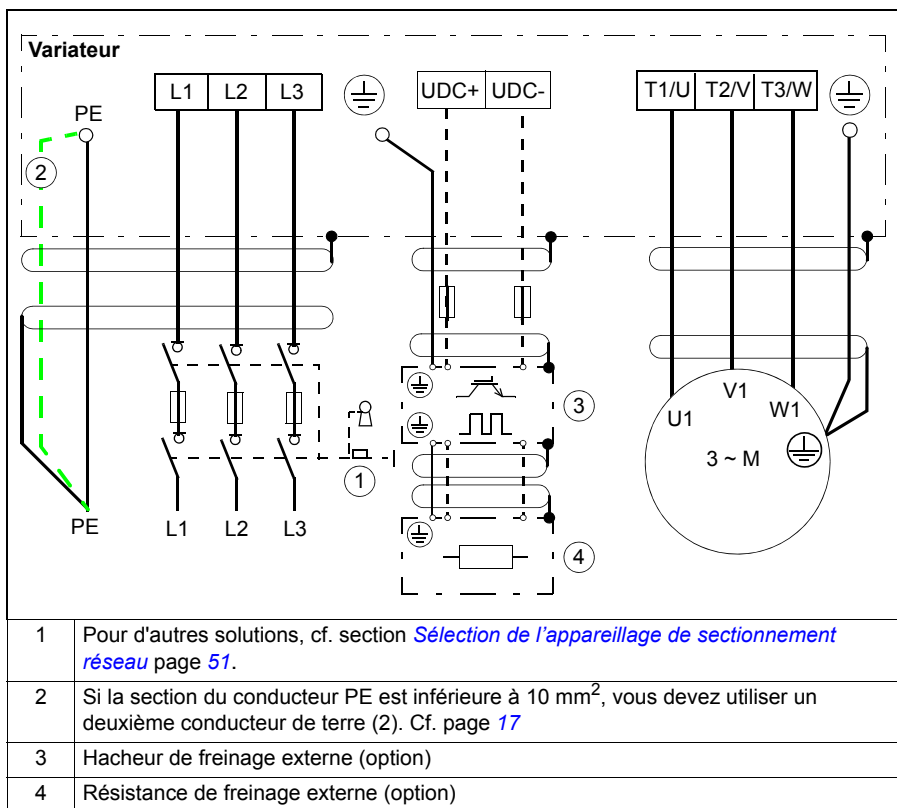 Variateur
L1 L2 L3 UDC+ UDC- T1/U T2/V T3/W
PE
2
V1
U1 W1
3
3 ~ M
1
PE L1 L2 L3
4
1 Pour d'autres solutions, cf. section Sélection de l’appareillage de sectionnement
réseau page 51.
2 Si la section du conducteur PE est inférieure à 10 mm², vous devez utiliser un
deuxième conducteur de terre (2). Cf. page 17
3 Hacheur de freinage externe (option)
4 Résistance de freinage externe (option)